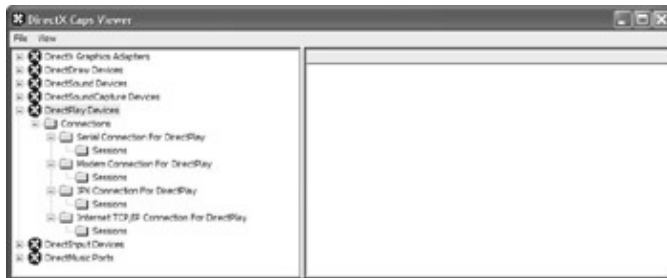 DirectX Caps Viewer
File View
DirectX Graphics Adapters
DirectDraw Devices
DirectSound Devices
DirectSoundCapture Devices
DirectPlay Devices
Connections
Serial Connection For DirectPlay
Sessions
Modem Connection For DirectPlay
Sessions
IPX Connection For DirectPlay
Sessions
Internet TCP/IP Connection For DirectPlay
Sessions
DirectInput Devices
DirectMusic Ports